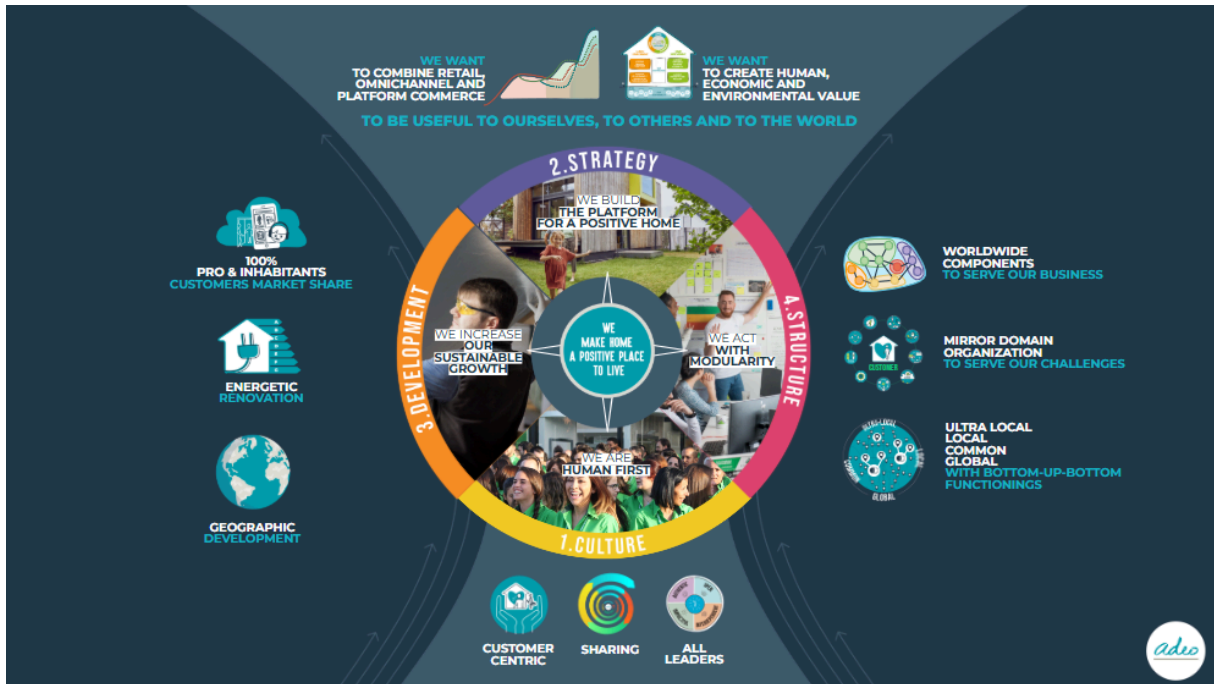 WE WANT
TO COMBINE RETAIL,
OMNICHANNEL AND
PLATFORM COMMERCE
WE WANT
TO CREATE HUMAN,
ECONOMIC AND
ENVIRONMENTAL VALUE
TO BE USEFUL TO OURSELVES, TO OTHERS AND TO THE WORLD
2.STRATEGY
WE BUILD
THE PLATFORM
FOR A POSITIVE HOME
100%
PRO & INHABITANTS
CUSTOMERS MARKET SHARE
ENERGETIC
RENOVATION
GEOGRAPHIC
DEVELOPMENT
3.DEVELOPMENT
WE INCREASE
OUR
SUSTAINABLE
GROWTH
WE
MAKE HOME
A POSITIVE PLACE
TO LIVE
WE ACT
WITH
MODULARITY
4.STRUCTURE
WE ARE
HUMAN FIRST
1.CULTURE
WORLDWIDE
COMPONENTS
TO SERVE OUR BUSINESS
CUSTOMER
MIRROR DOMAIN
ORGANIZATION
TO SERVE OUR CHALLENGES
ULTRA-LOCAL
LOCAL
COMMON
GLOBAL
ULTRA LOCAL
LOCAL
COMMON
GLOBAL
WITH BOTTOM-UP-BOTTOM
FUNCTIONINGS
CUSTOMER
CENTRIC
SHARING
ALL
LEADERS
adeo